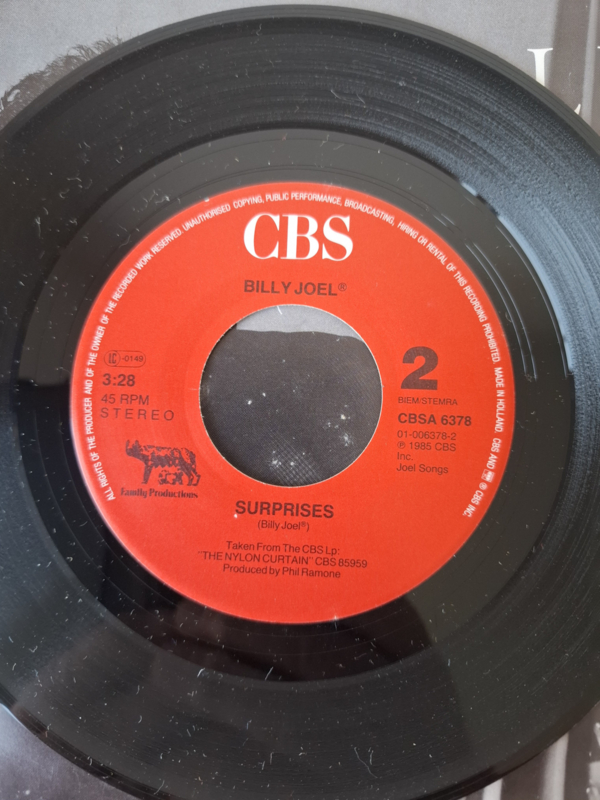 ALL RIGHTS OF THE PRODUCER AND OF THE OWNER OF THE RECORDED WORK RESERVED. UNAUTHORISED COPYING, PUBLIC PERFORMANCE, BROADCASTING, HIRING OR RENTAL OF THIS RECORDING PROHIBITED. MADE IN HOLLAND. CBS AND ® CBS INC.
CBS
BILLY JOEL®
LC-0149
3:28
45 RPM
STEREO
2
BIEM/STEMRA
CBSA 6378
01-006378-2
℗ 1985 CBS
Inc.
Joel Songs
Family Productions
SURPRISES
(Billy Joel®)
Taken From The CBS Lp:
"THE NYLON CURTAIN" CBS 85959
Produced by Phil Ramone